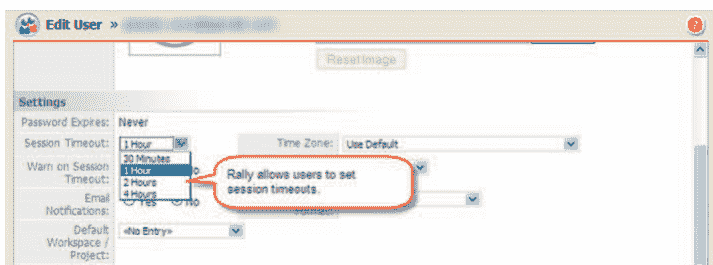 Edit User »
?
Reset Image
Settings
Password Expires: Never
Session Timeout: 1 Hour Time Zone: Use Default
30 Minutes
1 Hour
2 Hours
4 Hours
Warn on Session
Timeout:
Rally allows users to set
session timeouts.
Email
Notifications:
Yes No
Format:
Default
Workspace /
Project:
«No Entry»